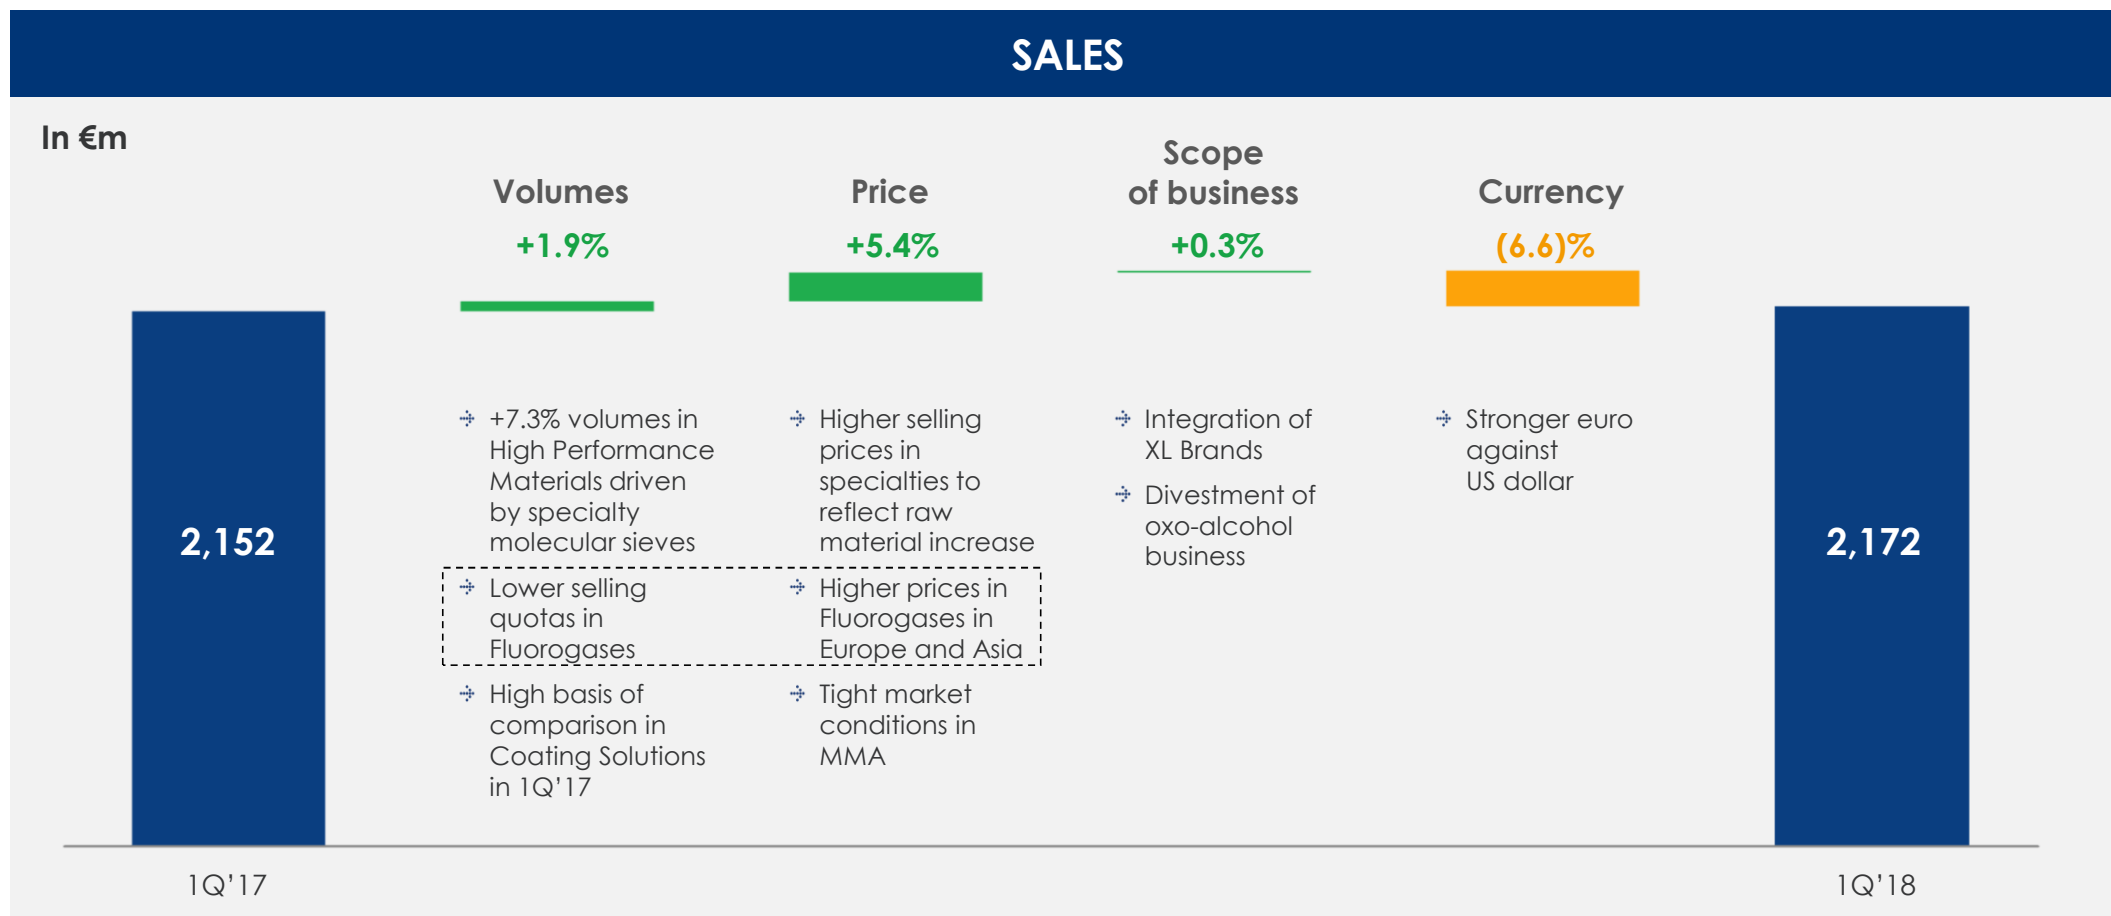 SALES
In €m
Volumes
+1.9%
Price
+5.4%
Scope
of business
+0.3%
Currency
(6.6)%
2,152
+7.3% volumes in
High Performance
Materials driven
by specialty
molecular sieves
Lower selling
quotas in
Fluorogases
High basis of
comparison in
Coating Solutions
in 1Q’17
Higher selling
prices in
specialties to
reflect raw
material increase
Higher prices in
Fluorogases in
Europe and Asia
Tight market
conditions in
MMA
Integration of
XL Brands
Divestment of
oxo-alcohol
business
Stronger euro
against
US dollar
2,172
1Q’17
1Q’18